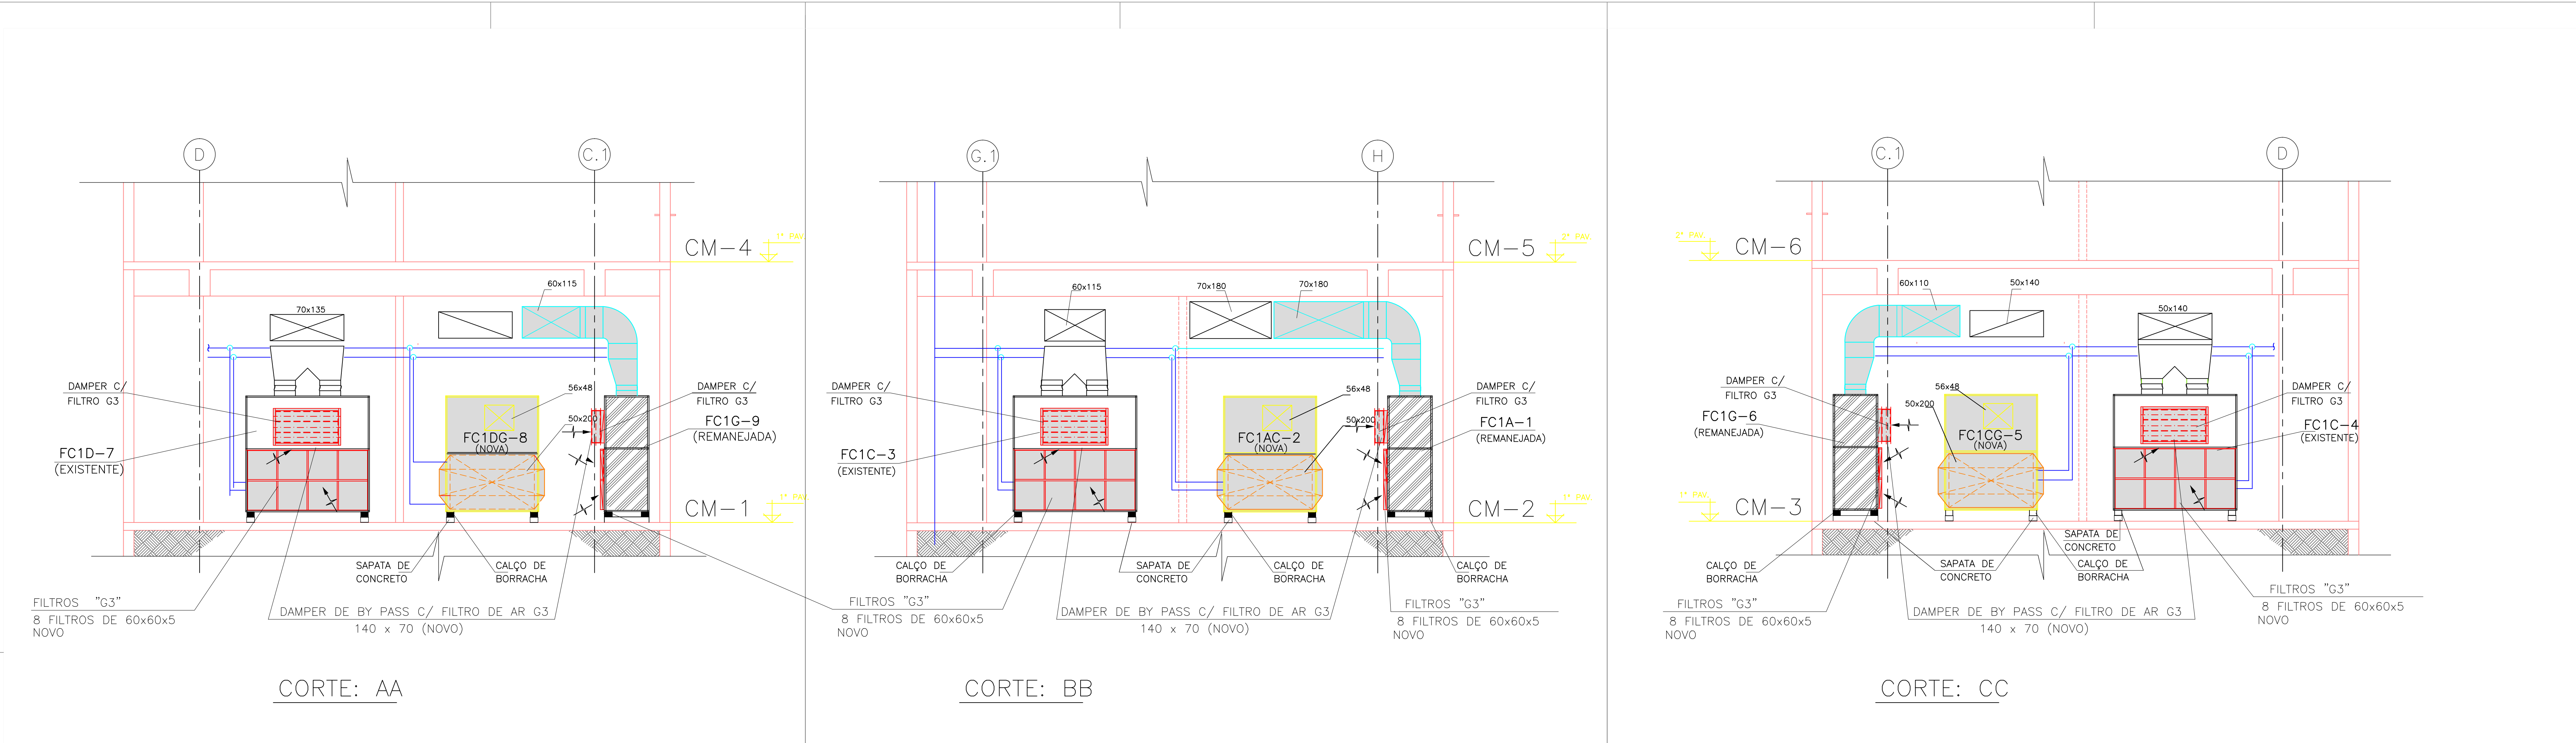 D
C.1
CM-4
1° PAV.
60x115
70x135
DAMPER C/
FILTRO G3
56x48
DAMPER C/
FILTRO G3
50x200
FC1G-9
(REMANEJADA)
FC1DG-8
(NOVA)
FC1D-7
(EXISTENTE)
CM-1
1° PAV.
SAPATA DE
CONCRETO
CALÇO DE
BORRACHA
FILTROS "G3"
8 FILTROS DE 60x60x5
NOVO
DAMPER DE BY PASS C/ FILTRO DE AR G3
140 x 70 (NOVO)
CORTE: AA
G.1
H
CM-5
2° PAV.
60x115
70x180
70x180
DAMPER C/
FILTRO G3
56x48
DAMPER C/
FILTRO G3
50x200
FC1A-1
(REMANEJADA)
FC1AC-2
(NOVA)
FC1C-3
(EXISTENTE)
CM-2
1° PAV.
CALÇO DE
BORRACHA
SAPATA DE
CONCRETO
CALÇO DE
BORRACHA
CALÇO DE
BORRACHA
FILTROS "G3"
8 FILTROS DE 60x60x5
NOVO
DAMPER DE BY PASS C/ FILTRO DE AR G3
140 x 70 (NOVO)
FILTROS "G3"
8 FILTROS DE 60x60x5
NOVO
CORTE: BB
C.1
D
2° PAV.
CM-6
60x110
50x140
50x140
DAMPER C/
FILTRO G3
56x48
DAMPER C/
FILTRO G3
50x200
FC1G-6
(REMANEJADA)
FC1CG-5
(NOVA)
FC1C-4
(EXISTENTE)
1° PAV.
CM-3
SAPATA DE
CONCRETO
CALÇO DE
BORRACHA
SAPATA DE
CONCRETO
CALÇO DE
BORRACHA
FILTROS "G3"
8 FILTROS DE 60x60x5
NOVO
DAMPER DE BY PASS C/ FILTRO DE AR G3
140 x 70 (NOVO)
FILTROS "G3"
8 FILTROS DE 60x60x5
NOVO
CORTE: CC